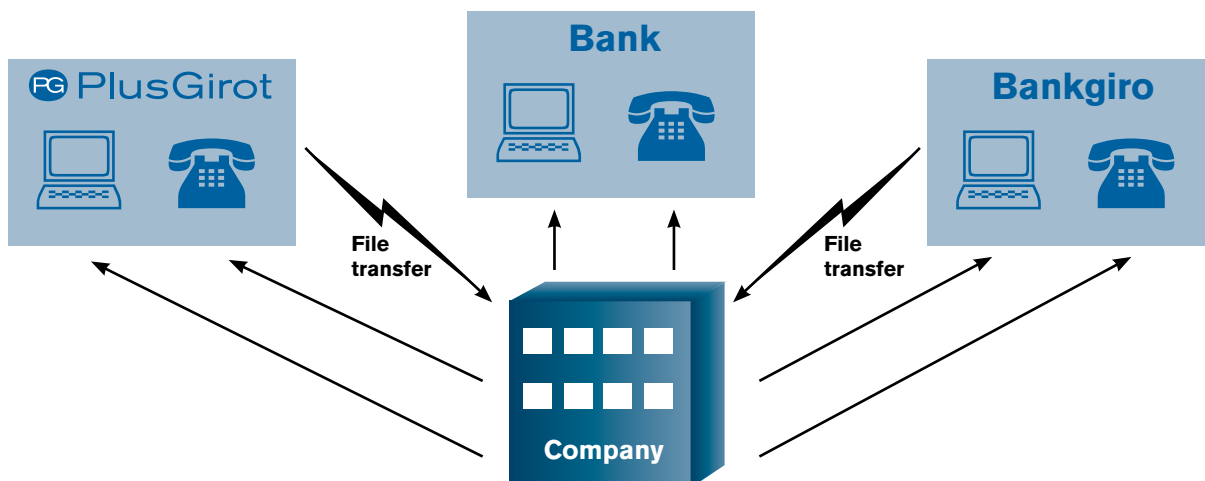 Bank
PG PlusGirot
Bankgiro
File
transfer
File
transfer
Company